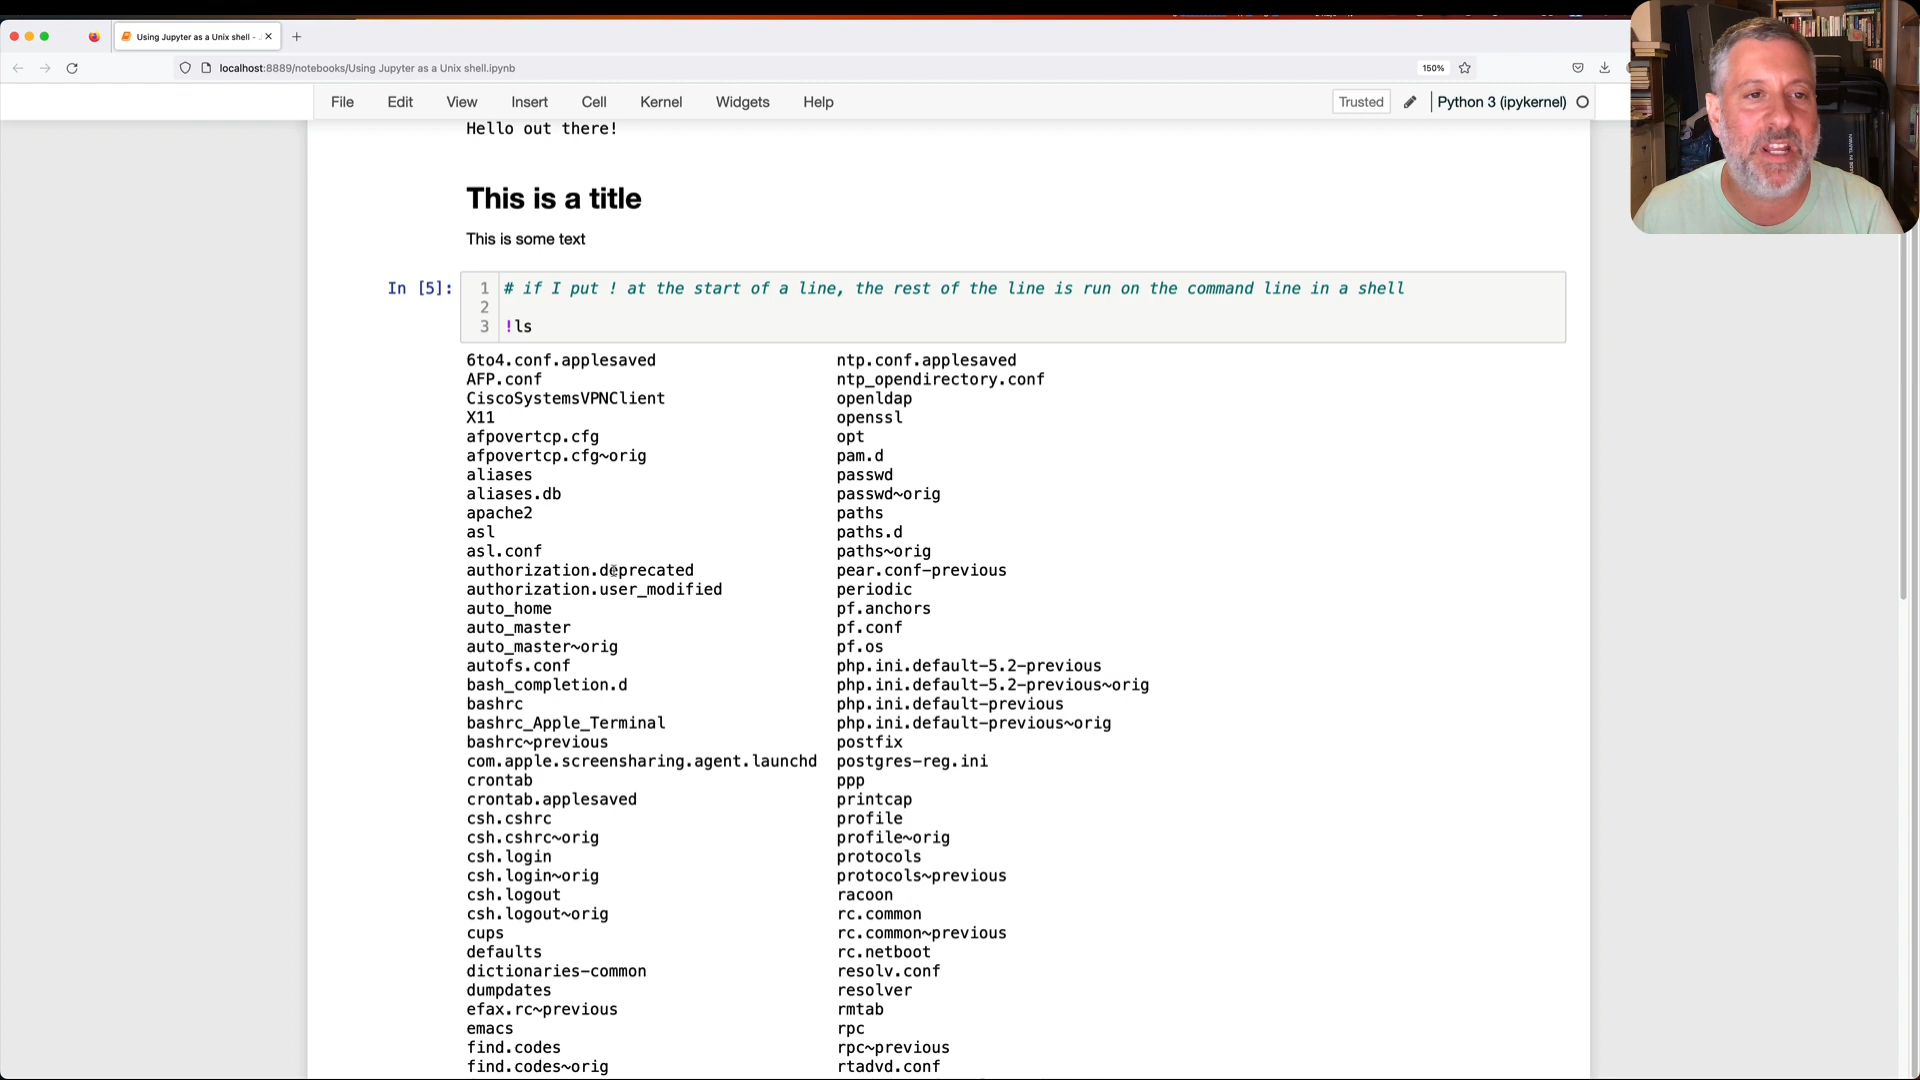 Using Jupyter as a Unix shell -
localhost:8889/notebooks/Using Jupyter as a Unix shell.ipynb
150%
File Edit View Insert Cell Kernel Widgets Help
Trusted
Python 3 (ipykernel)
Hello out there!
This is a title
This is some text
In [5]:
1 # if I put ! at the start of a line, the rest of the line is run on the command line in a shell
2
3 !ls
6to4.conf.applesaved ntp.conf.applesaved
AFP.conf ntp_opendirectory.conf
CiscoSystemsVPNClient openldap
X11 openssl
afpovertcp.cfg opt
afpovertcp.cfg~orig pam.d
aliases passwd
aliases.db passwd~orig
apache2 paths
asl paths.d
asl.conf paths~orig
authorization.deprecated pear.conf-previous
authorization.user_modified periodic
auto_home pf.anchors
auto_master pf.conf
auto_master~orig pf.os
autofs.conf php.ini.default-5.2-previous
bash_completion.d php.ini.default-5.2-previous~orig
bashrc php.ini.default-previous
bashrc_Apple_Terminal php.ini.default-previous~orig
bashrc~previous postfix
com.apple.screensharing.agent.launchd postgres-reg.ini
crontab ppp
crontab.applesaved printcap
csh.cshrc profile
csh.cshrc~orig profile~orig
csh.login protocols
csh.login~orig protocols~previous
csh.logout racoon
csh.logout~orig rc.common
cups rc.common~previous
defaults rc.netboot
dictionaries-common resolv.conf
dumpdates resolver
efax.rc~previous rmtab
emacs rpc
find.codes rpc~previous
find.codes~orig rtadvd.conf